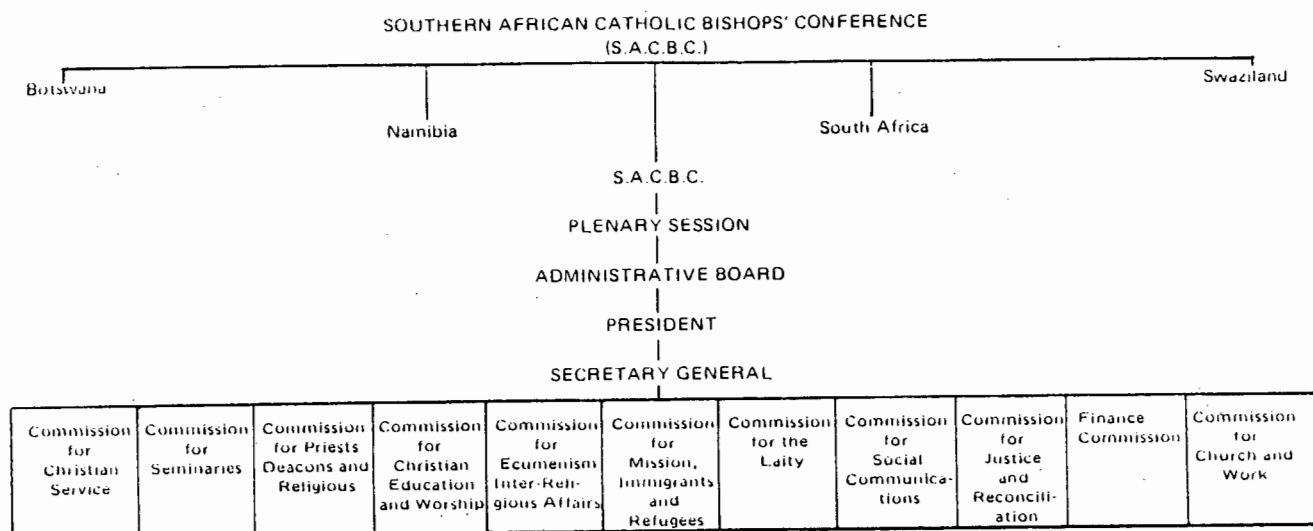 SOUTHERN AFRICAN CATHOLIC BISHOPS' CONFERENCE
(S.A.C.B.C.)
Botswana
Swaziland
Namibia
South Africa
S.A.C.B.C.
PLENARY SESSION
ADMINISTRATIVE BOARD
PRESIDENT
SECRETARY GENERAL
Commission
for
Christian
Service
Commission
for
Seminaries
Commission
for Priests
Deacons and
Religious
Commission
for
Christian
Education
and Worship
Commission
for
Ecumenism
Inter-Reli-
gious Affairs
Commission
for
Mission,
Immigrants
and
Refugees
Commission
for the
Laity
Commission
for
Social
Communica-
tions
Commission
for
Justice
and
Reconcili-
ation
Finance
Commission
Commission
for
Church and
Work